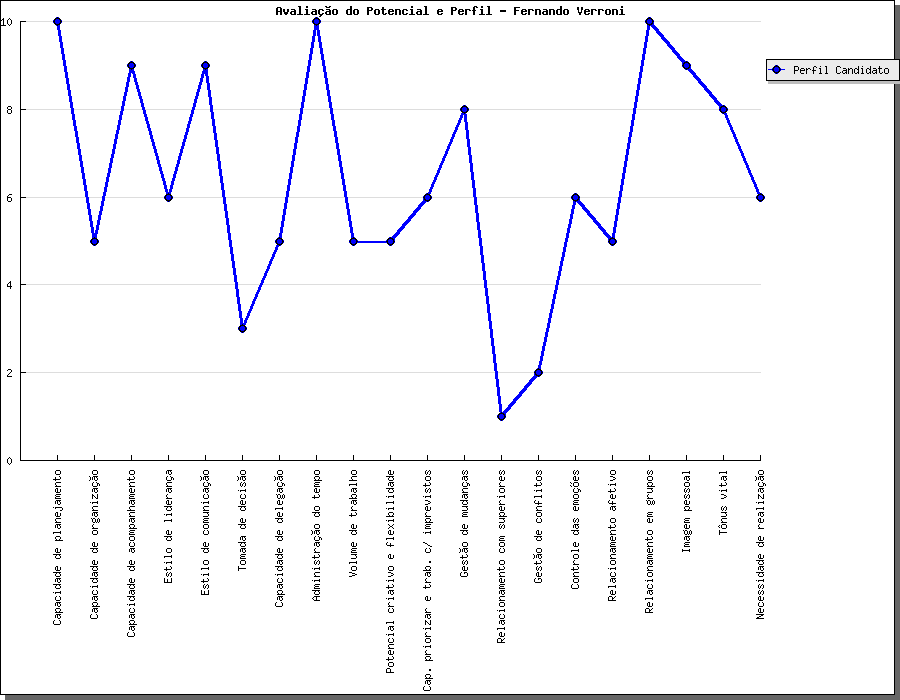 Avaliação do Potencial e Perfil - Fernando Verroni
Perfil Candidato
10
8
6
4
2
0
Capacidade de planejamento
Capacidade de organização
Capacidade de acompanhamento
Estilo de liderança
Estilo de comunicação
Tomada de decisão
Capacidade de delegação
Administração do tempo
Volume de trabalho
Potencial criativo e flexibilidade
Cap. priorizar e trab. c/ imprevistos
Gestão de mudanças
Relacionamento com superiores
Gestão de conflitos
Controle das emoções
Relacionamento afetivo
Relacionamento em grupos
Imagem pessoal
Tônus vital
Necessidade de realização